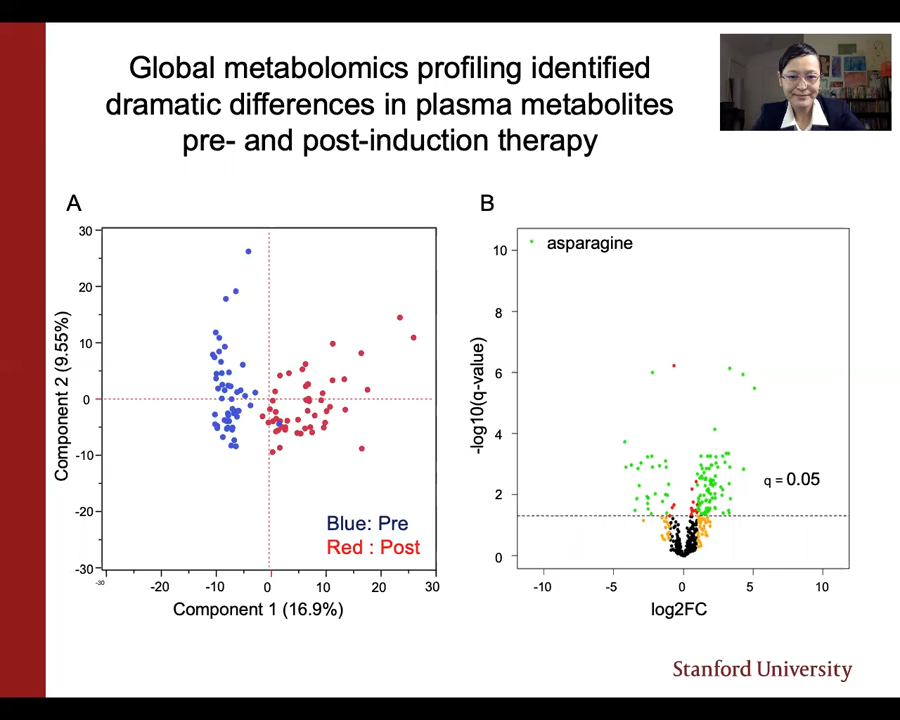 Global metabolomics profiling identified
dramatic differences in plasma metabolites
pre- and post-induction therapy
A
30
20
10
0
-10
-20
-30
Component 2 (9.55%)
-30
-20
-10
0
10
20
30
Component 1 (16.9%)
Blue: Pre
Red : Post
B
asparagine
10
8
6
4
2
0
-log10(q-value)
q = 0.05
-10
-5
0
5
10
log2FC
Stanford University